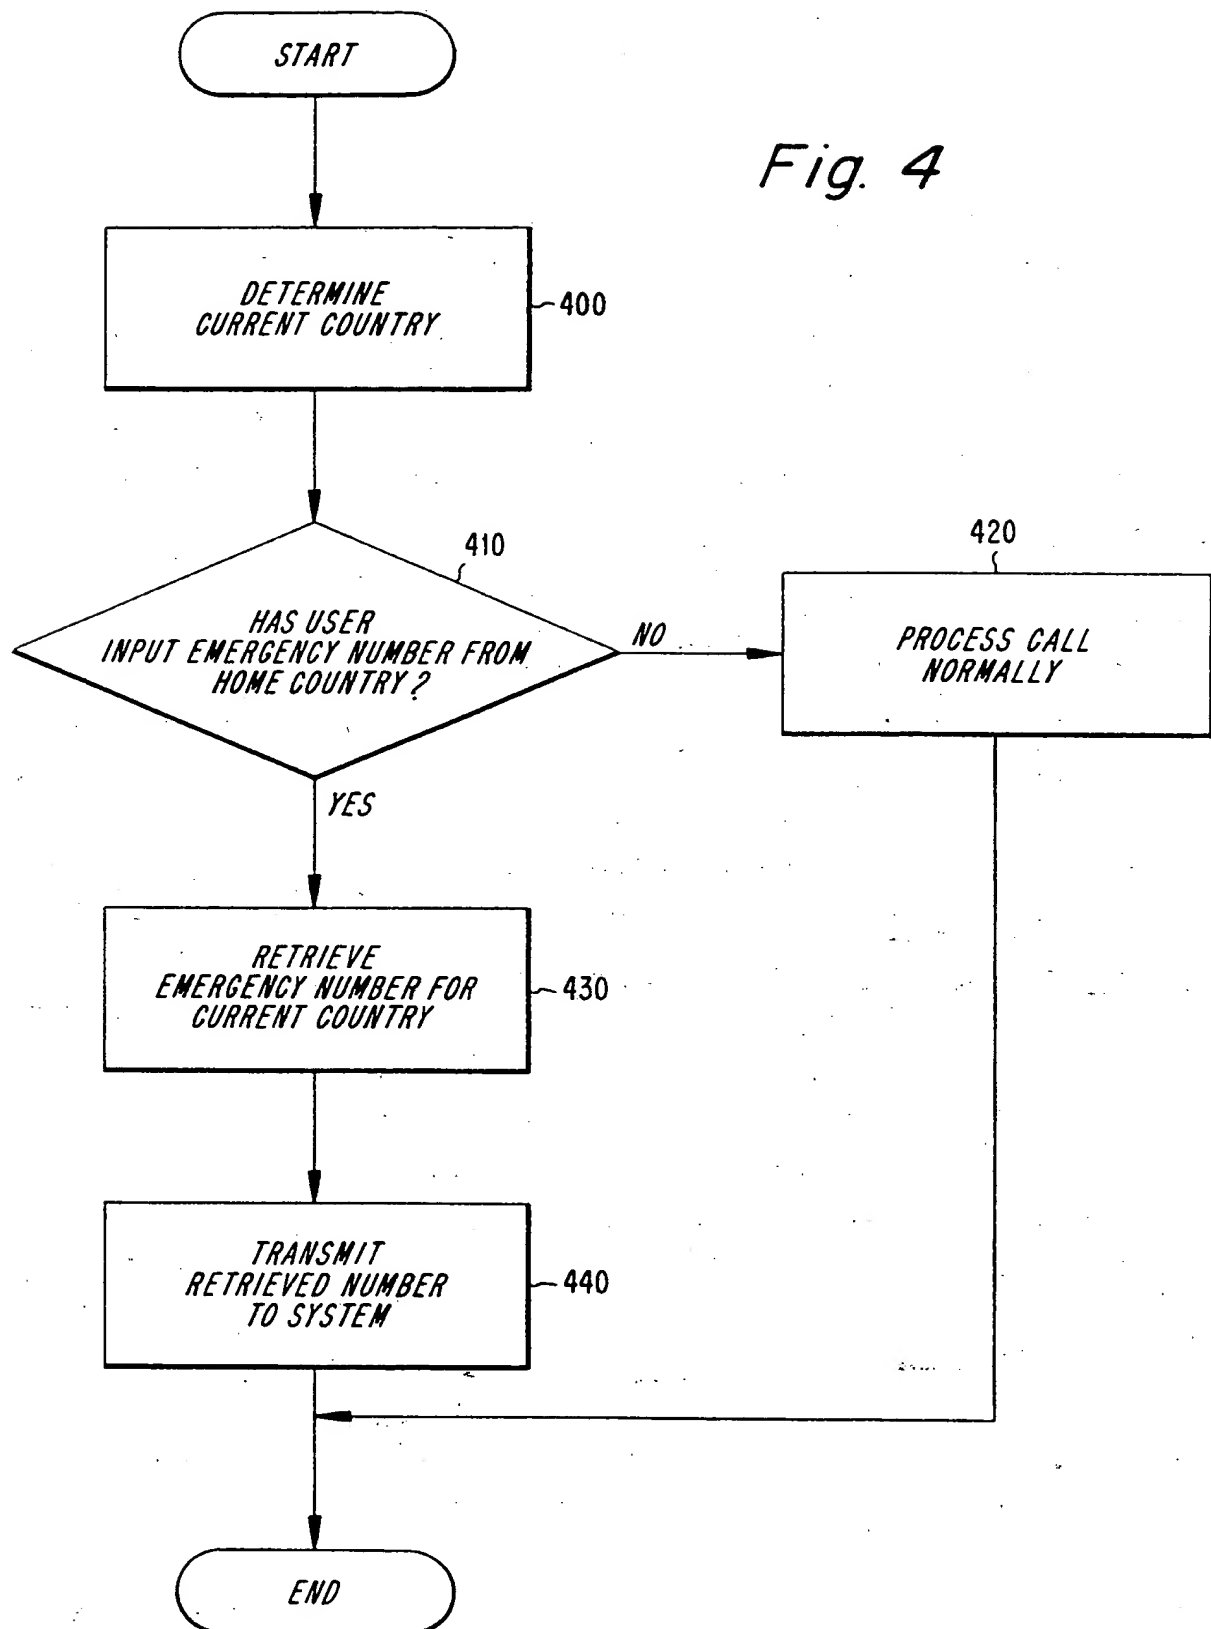 START
Fig. 4
DETERMINE
CURRENT COUNTRY
400
410
HAS USER
INPUT EMERGENCY NUMBER FROM
HOME COUNTRY?
NO
420
PROCESS CALL
NORMALLY
YES
RETRIEVE
EMERGENCY NUMBER FOR
CURRENT COUNTRY
430
TRANSMIT
RETRIEVED NUMBER
TO SYSTEM
440
END